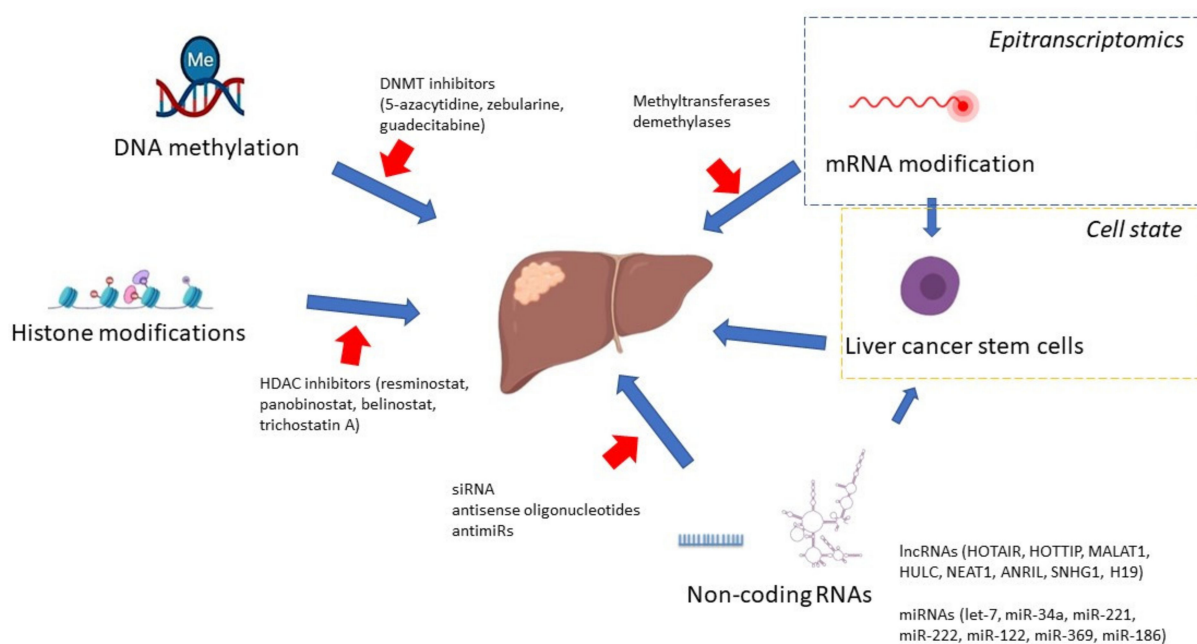 Epitranscriptomics
Me
DNMT inhibitors
(5-azacytidine, zebularine,
guadecitabine)
Methyltransferases
demethylases
DNA methylation
mRNA modification
Cell state
Histone modifications
Liver cancer stem cells
HDAC inhibitors (resminostat,
panobinostat, belinostat,
trichostatin A)
siRNA
antisense oligonucleotides
antimiRs
Non-coding RNAs
lncRNAs (HOTAIR, HOTTIP, MALAT1,
HULC, NEAT1, ANRIL, SNHG1, H19)
miRNAs (let-7, miR-34a, miR-221,
miR-222, miR-122, miR-369, miR-186)